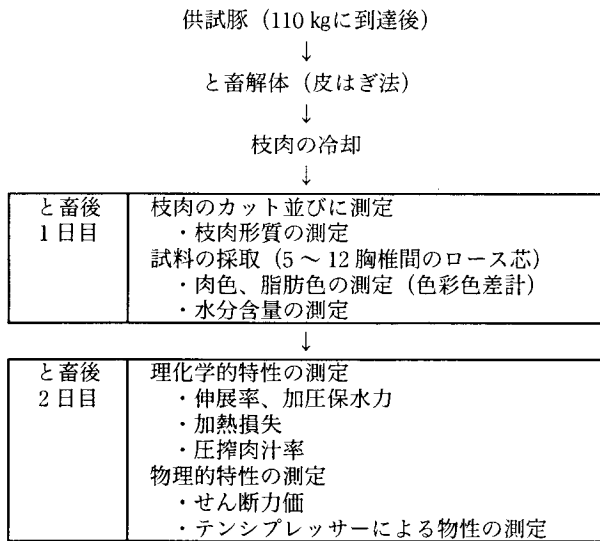 供試豚（110 kgに到達後）
↓
と畜解体（皮はぎ法）
↓
枝肉の冷却
↓
と畜後
1日目
枝肉のカット並びに測定
・枝肉形質の測定
試料の採取（5 ～ 12 胸椎間のロース芯）
・肉色、脂肪色の測定（色彩色差計）
・水分含量の測定
↓
と畜後
2日目
理化学的特性の測定
・伸展率、加圧保水力
・加熱損失
・圧搾肉汁率
物理的特性の測定
・せん断力価
・テンシプレッサーによる物性の測定